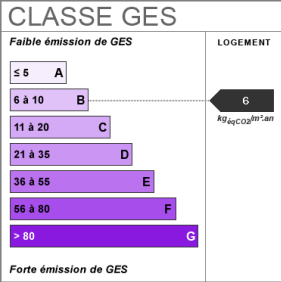 CLASSE GES
Faible émission de GES
LOGEMENT
≤ 5 A
6 à 10 B
6
kgéqCO2/m².an
11 à 20 C
21 à 35 D
36 à 55 E
56 à 80 F
> 80 G
Forte émission de GES